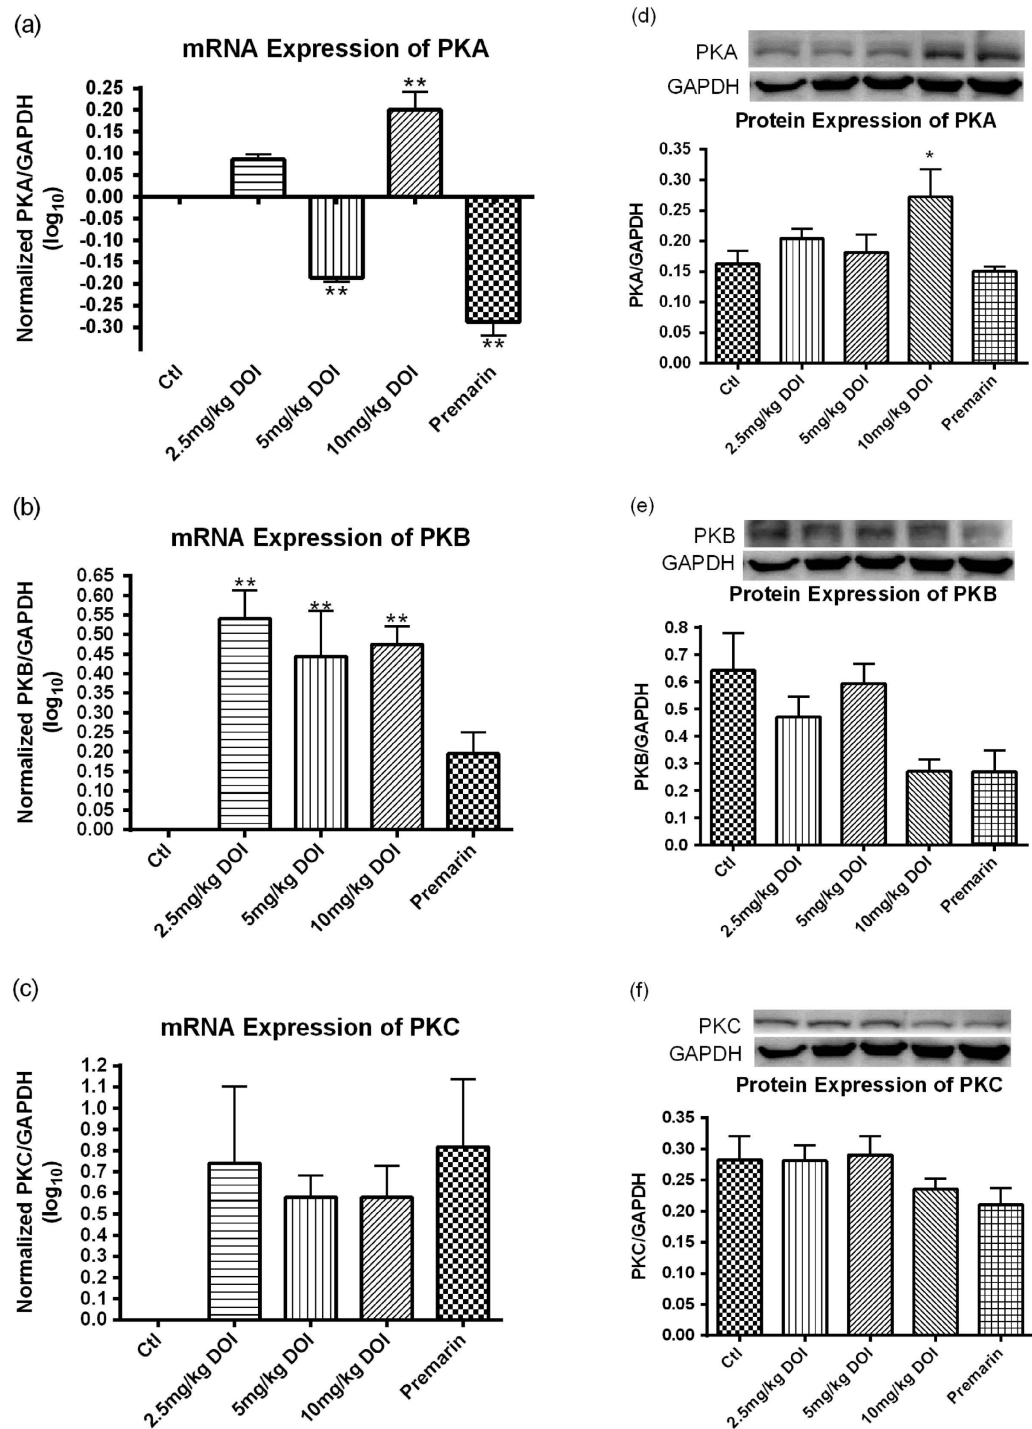 (a)
mRNA Expression of PKA
Normalized PKA/GAPDH
(log10)
0.25
0.20
0.15
0.10
0.05
0.00
-0.05
-0.10
-0.15
-0.20
-0.25
-0.30
**
**
**
Ctl
2.5mg/kg DOI
5mg/kg DOI
10mg/kg DOI
Premarin
(b)
mRNA Expression of PKB
Normalized PKB/GAPDH
(log10)
0.65
0.60
0.55
0.50
0.45
0.40
0.35
0.30
0.25
0.20
0.15
0.10
0.05
0.00
**
**
**
Ctl
2.5mg/kg DOI
5mg/kg DOI
10mg/kg DOI
Premarin
(c)
mRNA Expression of PKC
Normalized PKC/GAPDH
(log10)
1.2
1.1
1.0
0.9
0.8
0.7
0.6
0.5
0.4
0.3
0.2
0.1
0.0
Ctl
2.5mg/kg DOI
5mg/kg DOI
10mg/kg DOI
Premarin
(d)
PKA
GAPDH
Protein Expression of PKA
PKA/GAPDH
0.35
0.30
0.25
0.20
0.15
0.10
0.05
0.00
*
Ctl
2.5mg/kg DOI
5mg/kg DOI
10mg/kg DOI
Premarin
(e)
PKB
GAPDH
Protein Expression of PKB
PKB/GAPDH
0.8
0.7
0.6
0.5
0.4
0.3
0.2
0.1
0.0
Ctl
2.5mg/kg DOI
5mg/kg DOI
10mg/kg DOI
Premarin
(f)
PKC
GAPDH
Protein Expression of PKC
PKC/GAPDH
0.35
0.30
0.25
0.20
0.15
0.10
0.05
0.00
Ctl
2.5mg/kg DOI
5mg/kg DOI
10mg/kg DOI
Premarin